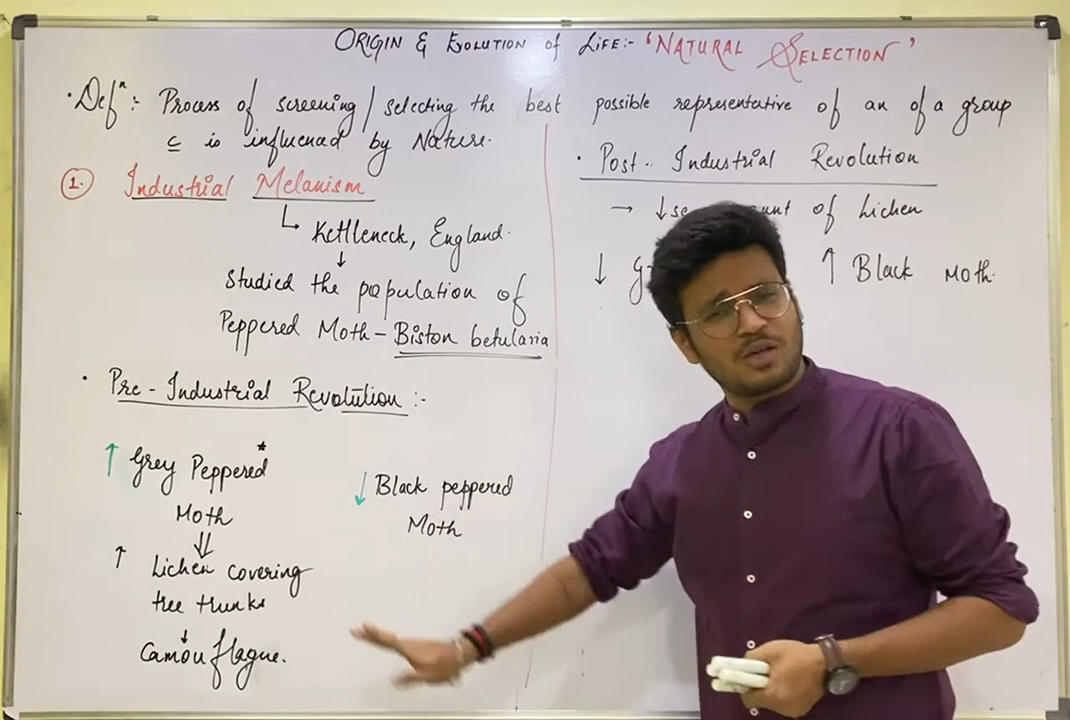 ORIGIN & EVOLUTION of LIFE:- 'NATURAL SELECTION'
• Defⁿ:- Process of screening/selecting the best possible representative of an of a group
c̲ is influenced by Nature.
① Industrial Melanism
↳ Kettleneck, England.
↓
Studied the population of
Peppered Moth - Biston betularia
• Pre-Industrial Revolution :-
↑ Grey Peppered*
Moth
⇓
↑ Lichen covering
tree trunks
↓
Camouflague.
↓ Black peppered
Moth
• Post-Industrial Revolution
→ ↓ of Lichen
↓ ↑ Black Moth.